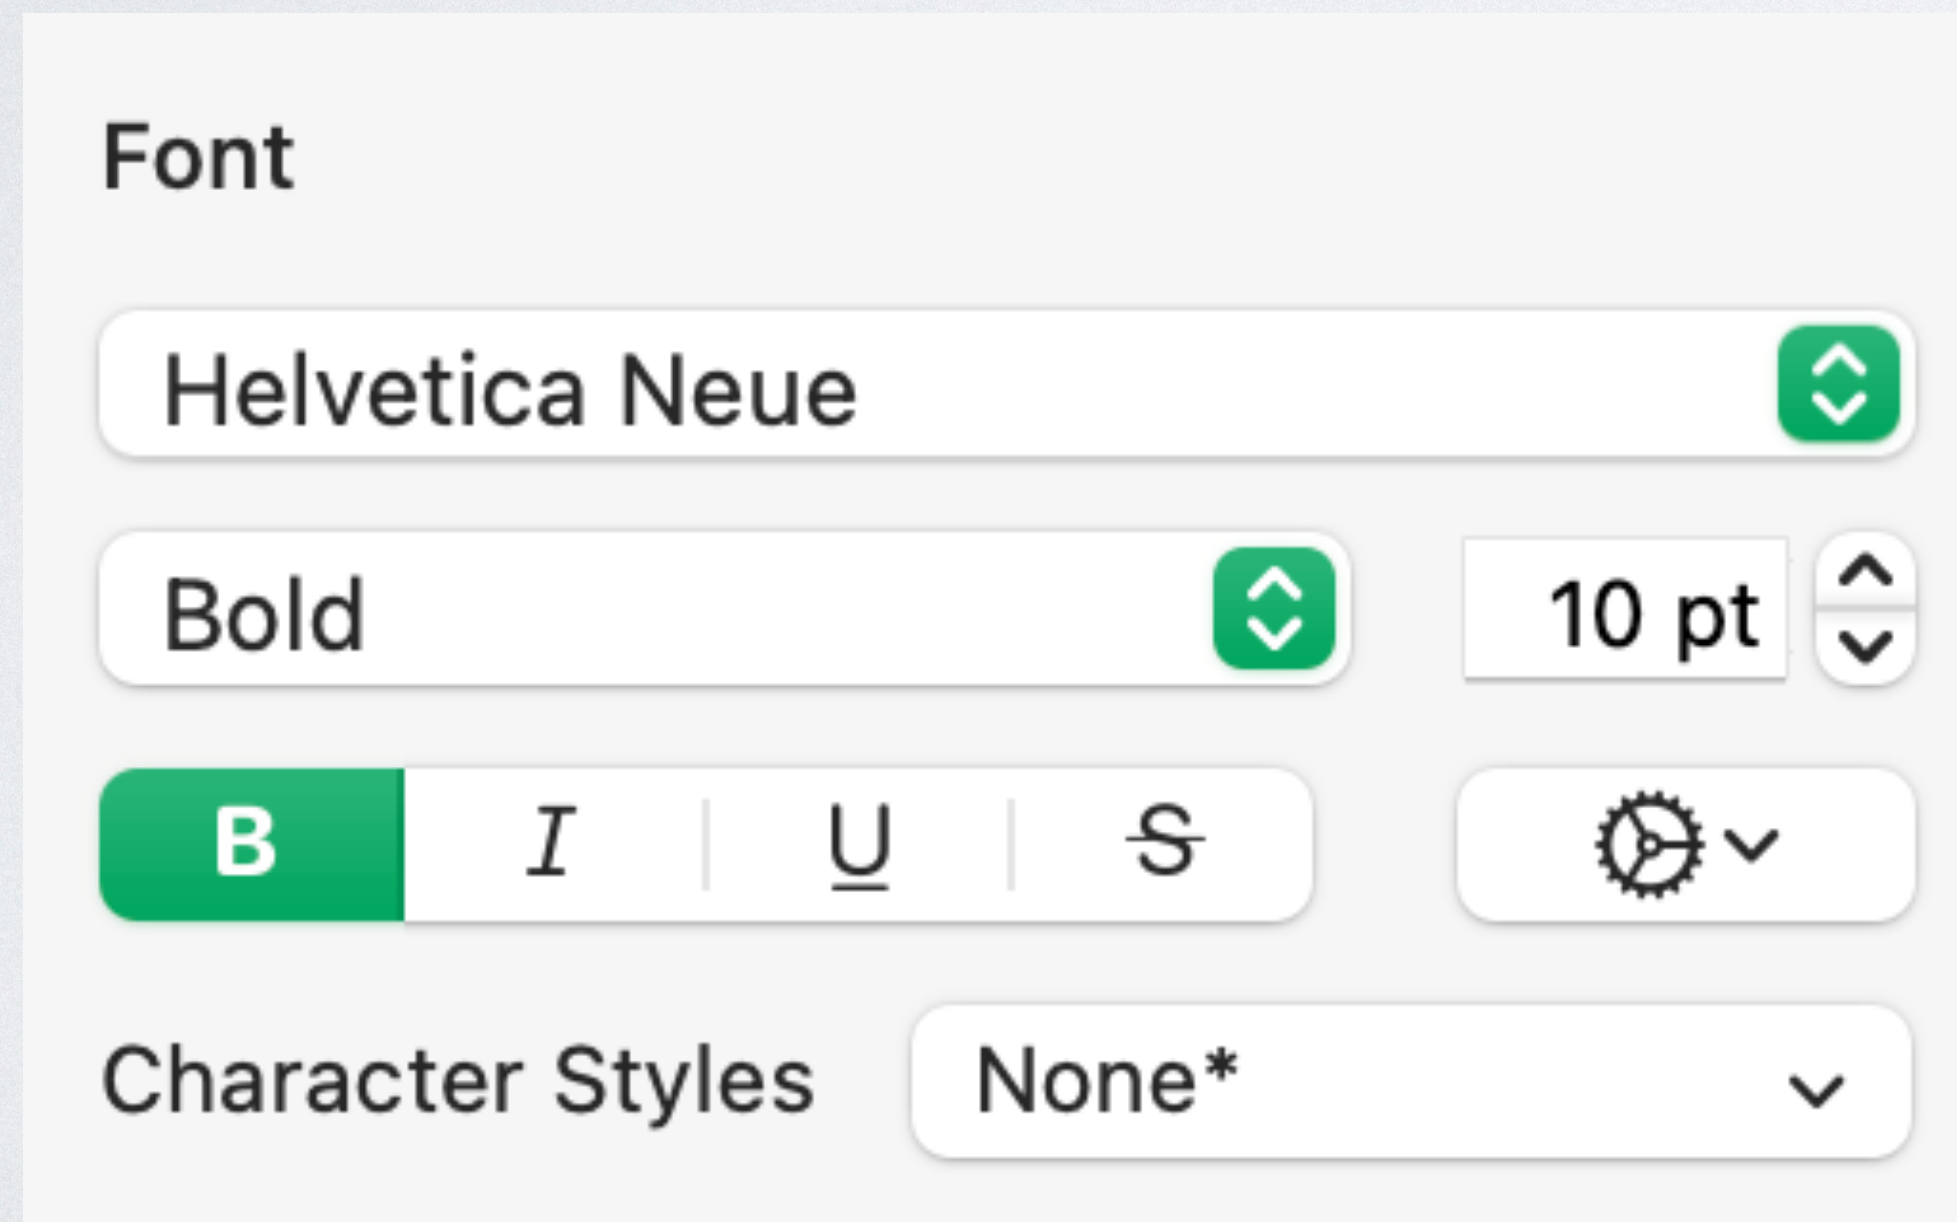 Font
Helvetica Neue
Bold 10 pt
B I U S
Character Styles None*